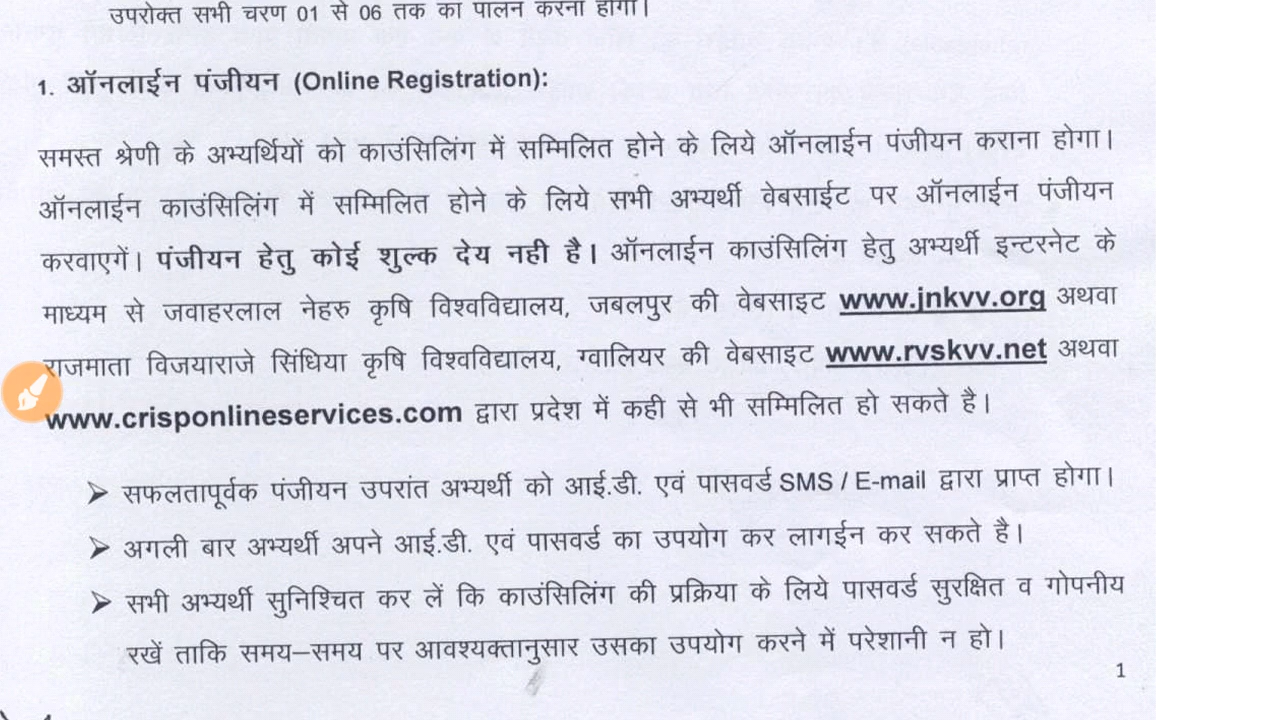 उपरोक्त सभी चरण 01 से 06 तक का पालन करना होगा।
1. ऑनलाईन पंजीयन (Online Registration):
समस्त श्रेणी के अभ्यर्थियों को काउंसिलिंग में सम्मिलित होने के लिये ऑनलाईन पंजीयन कराना होगा।
ऑनलाईन काउंसिलिंग में सम्मिलित होने के लिये सभी अभ्यर्थी वेबसाईट पर ऑनलाईन पंजीयन
करवाएगें। पंजीयन हेतु कोई शुल्क देय नही है। ऑनलाईन काउंसिलिंग हेतु अभ्यर्थी इन्टरनेट के
माध्यम से जवाहरलाल नेहरु कृषि विश्वविद्यालय, जबलपुर की वेबसाइट www.jnkvv.org अथवा
राजमाता विजयाराजे सिंधिया कृषि विश्वविद्यालय, ग्वालियर की वेबसाइट www.rvskvv.net अथवा
www.crisponlineservices.com द्वारा प्रदेश में कही से भी सम्मिलित हो सकते है।
➢ सफलतापूर्वक पंजीयन उपरांत अभ्यर्थी को आई.डी. एवं पासवर्ड SMS / E-mail द्वारा प्राप्त होगा।
➢ अगली बार अभ्यर्थी अपने आई.डी. एवं पासवर्ड का उपयोग कर लागईन कर सकते है।
➢ सभी अभ्यर्थी सुनिश्चित कर लें कि काउंसिलिंग की प्रक्रिया के लिये पासवर्ड सुरक्षित व गोपनीय
रखें ताकि समय–समय पर आवश्यक्तानुसार उसका उपयोग करने में परेशानी न हो।
1